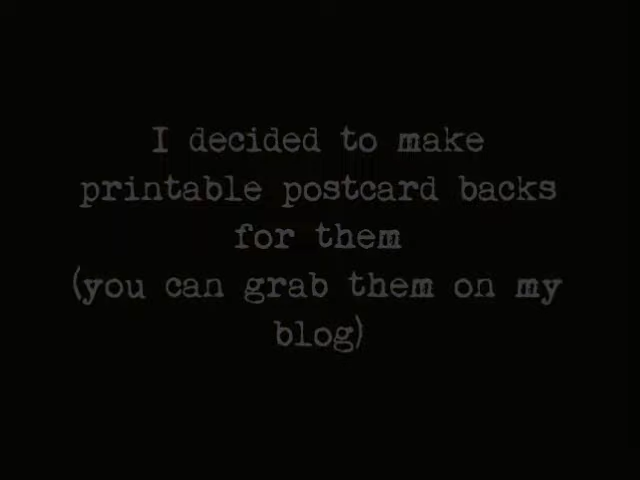 I decided to make
printable postcard backs
for them
(you can grab them on my
blog)